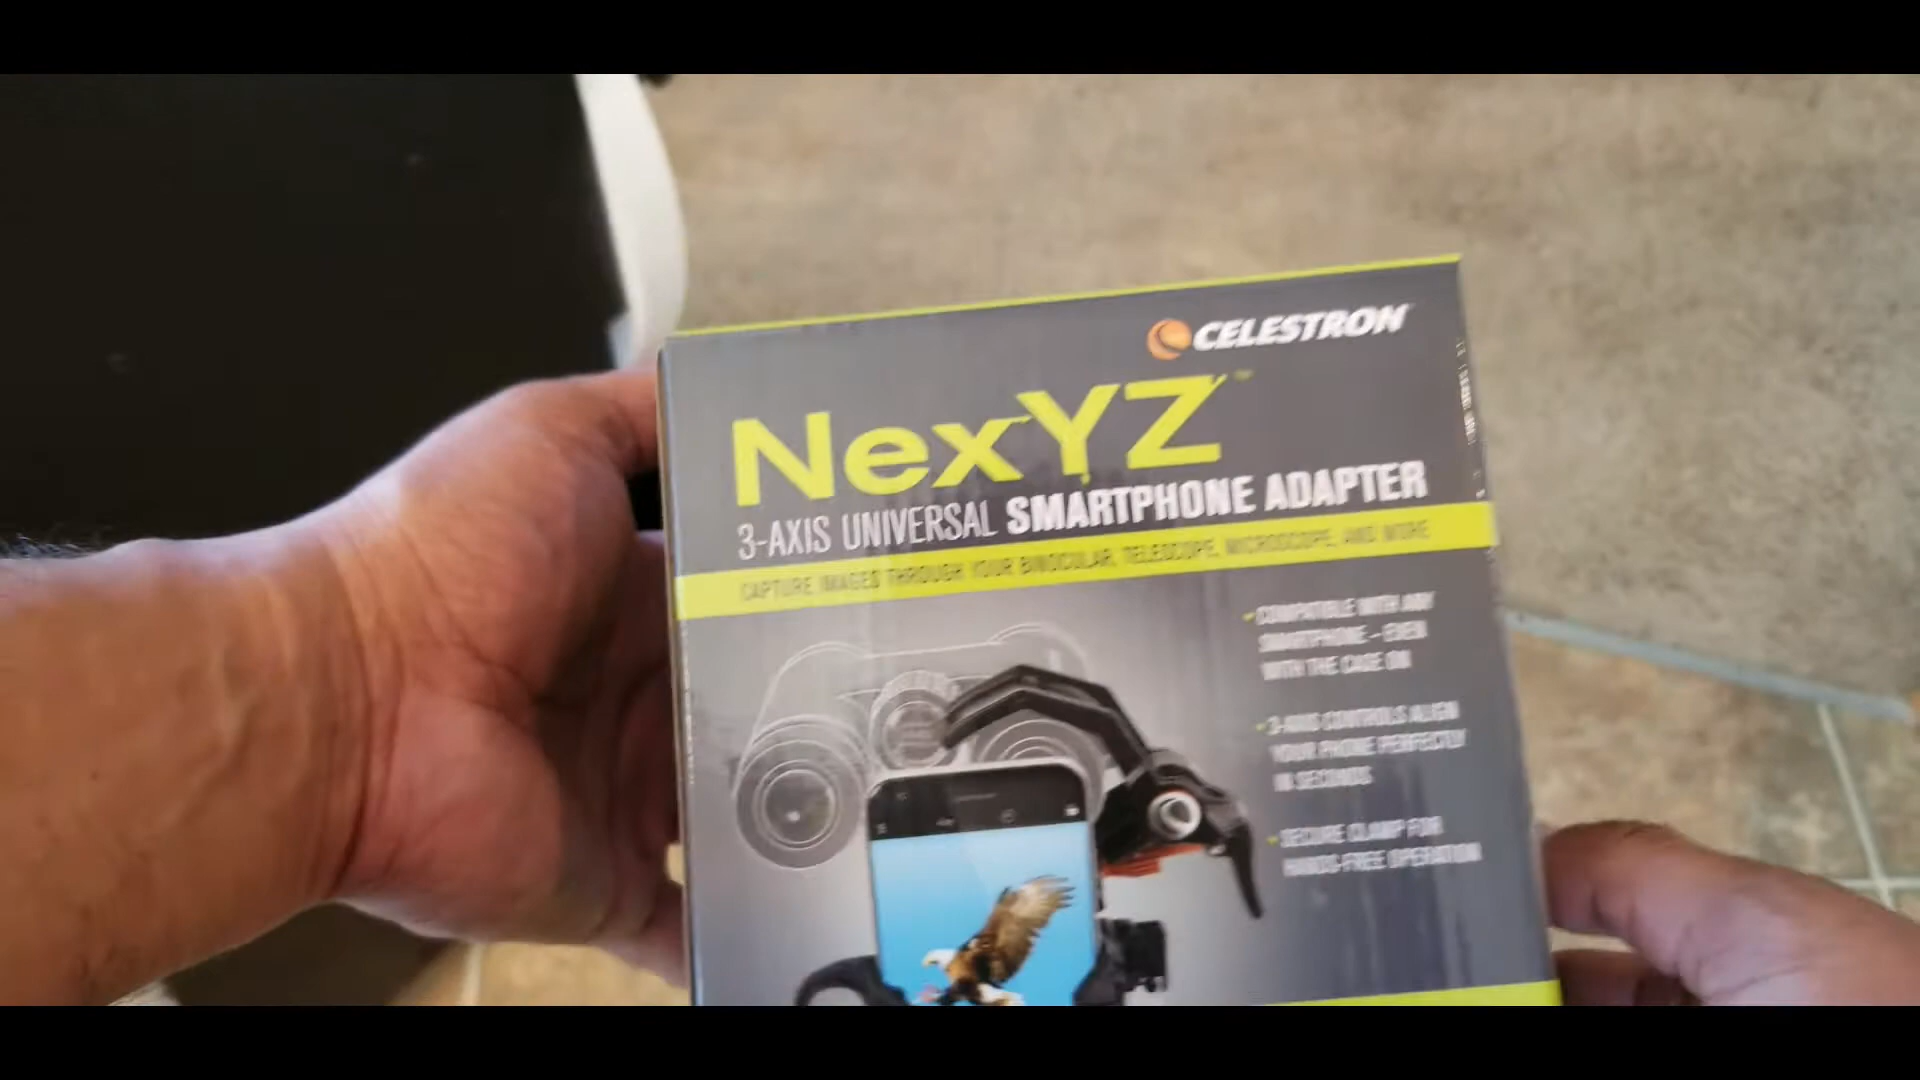 CELESTRON
NexYZ™
3-AXIS UNIVERSAL SMARTPHONE ADAPTER
CAPTURE IMAGES THROUGH YOUR BINOCULAR, TELESCOPE, MICROSCOPE, AND MORE
• COMPATIBLE WITH ANY
SMARTPHONE – EVEN
WITH THE CASE ON
• 3-AXIS CONTROLS ALIGN
YOUR PHONE PERFECTLY
IN SECONDS
• SECURE CLAMP FOR
HANDS-FREE OPERATION